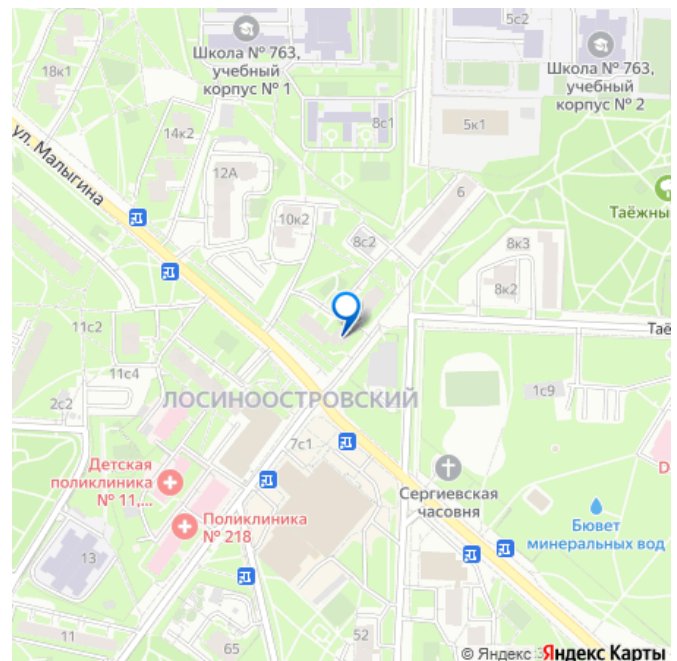 5с2
Школа № 763,
учебный
корпус № 1
Школа № 763,
учебный
корпус № 2
18к1
8с1
5к1
14к2
ул. Малыгина
12А
6
Таёжны
10к2
8с2
8к3
8к2
11с2
Таё
11с4
1с9
2с2
ЛОСИНООСТРОВСКИЙ
7с1
Детская
поликлиника
№ 11,...
Сергиевская
часовня
D
Поликлиника
№ 218
Бювет
минеральных вод
13
11
65
52
© Яндекс Яндекс Карты